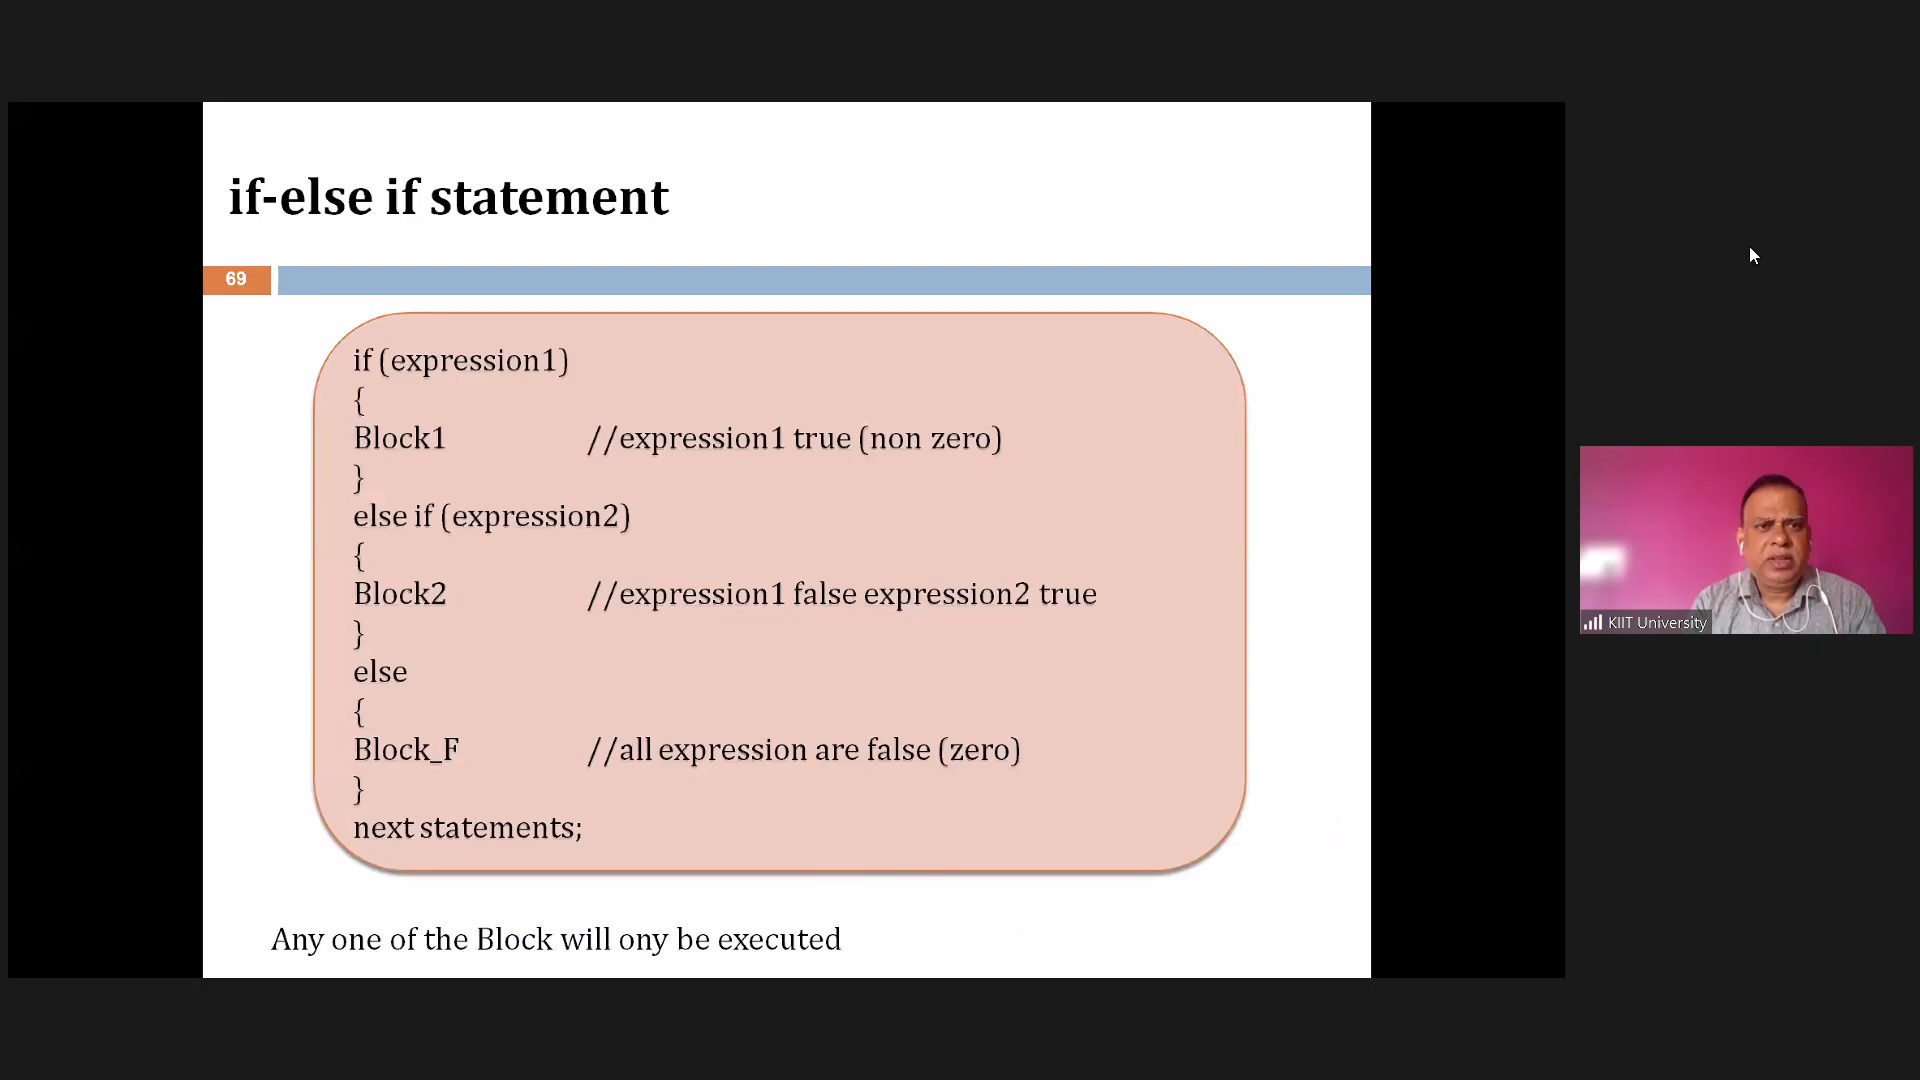 if-else if statement
69
if (expression1)
{
Block1 //expression1 true (non zero)
}
else if (expression2)
{
Block2 //expression1 false expression2 true
}
else
{
Block_F //all expression are false (zero)
}
next statements;
Any one of the Block will ony be executed
KIIT University